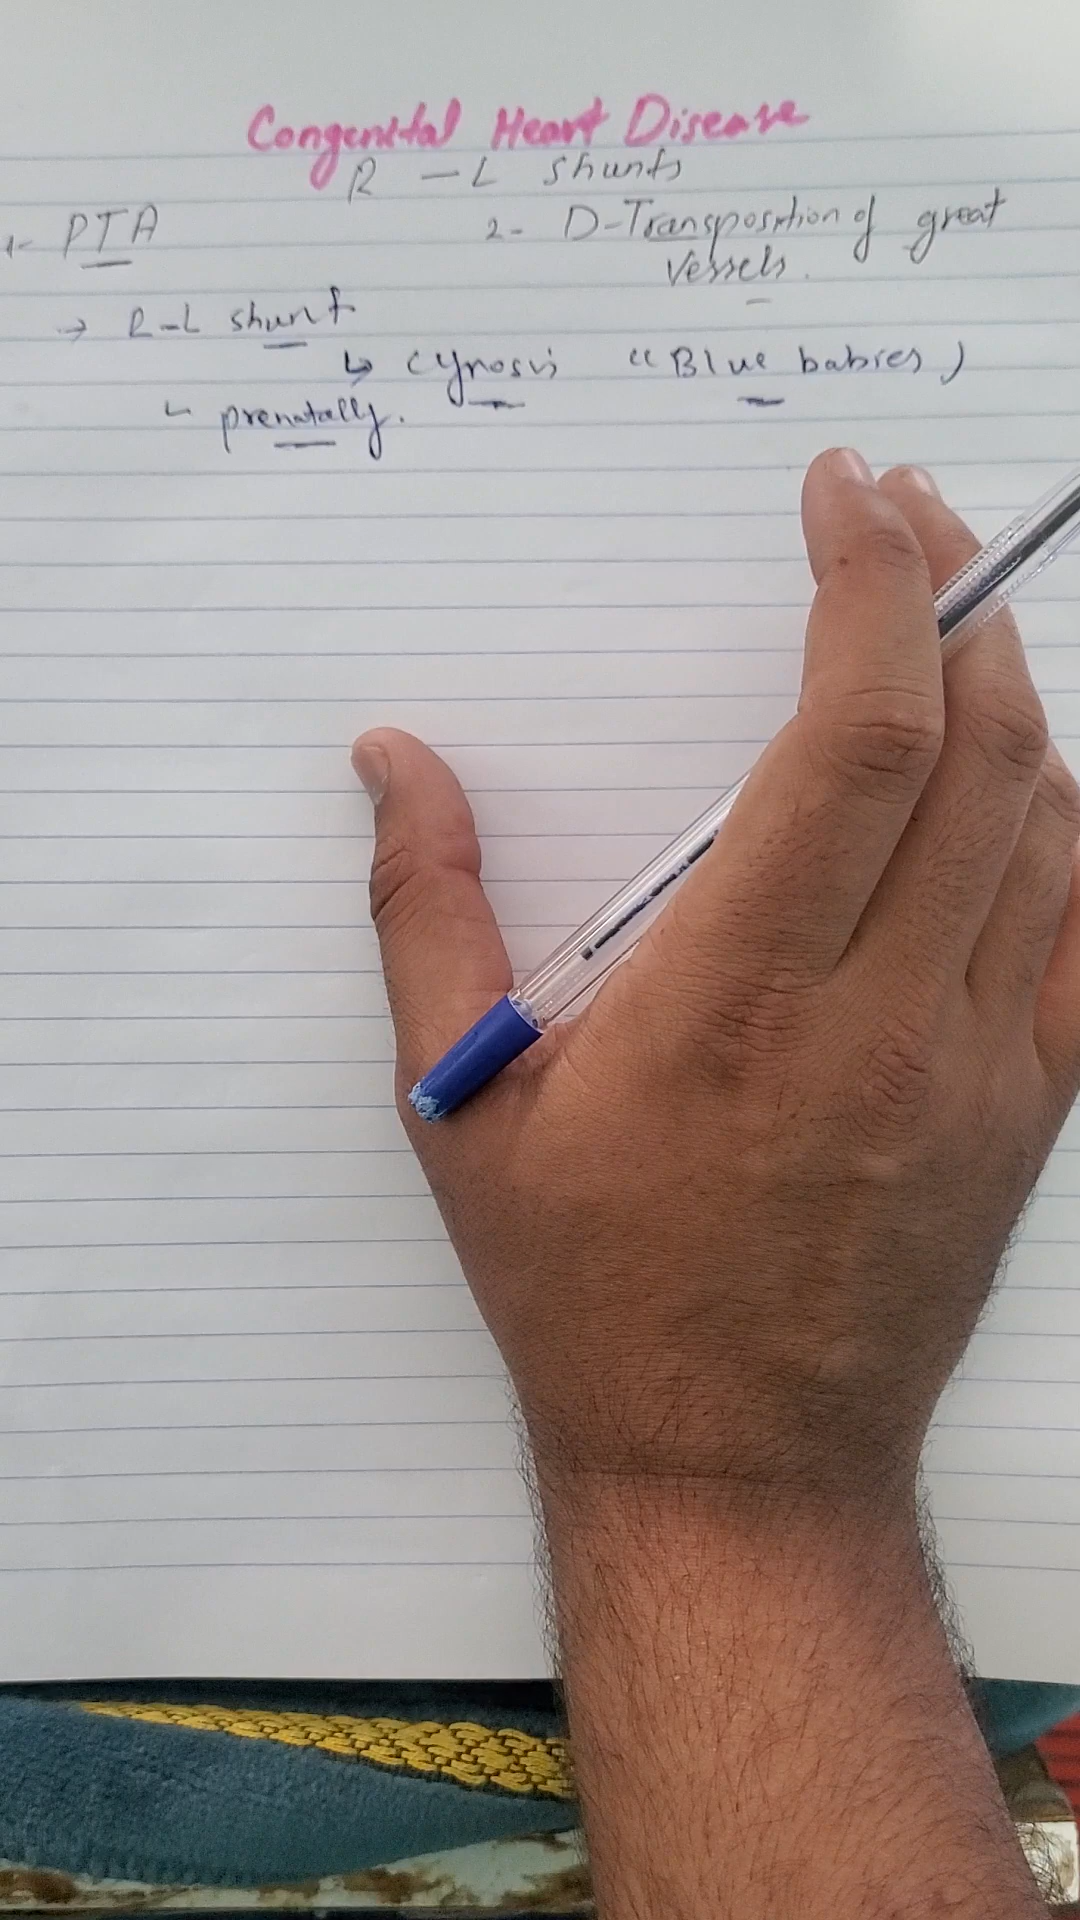 Congenital Heart Disease
R - L shunts
1- PTA
2- D-Transposition of great
Vessels.
→ R-L shunt
↳ Cynosis "Blue babies)
prenatally.